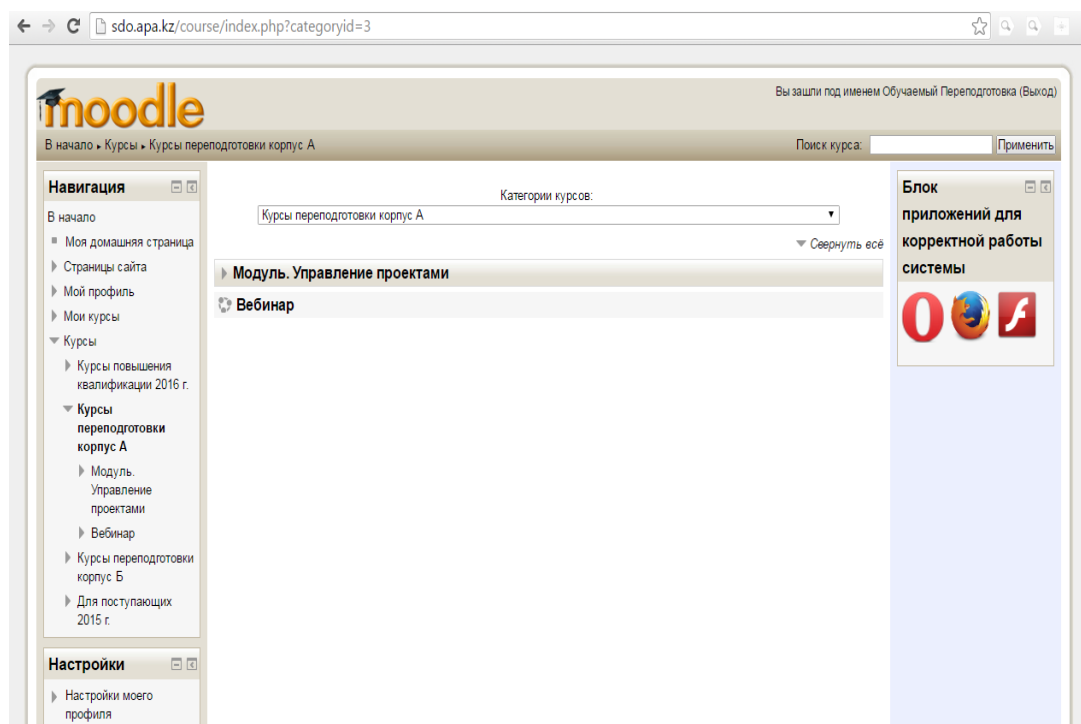 sdo.apa.kz/course/index.php?categoryid=3
moodle
Вы зашли под именем Обучаемый Переподготовка (Выход)
В начало ▸ Курсы ▸ Курсы переподготовки корпус А
Поиск курса:
Применить
Навигация
В начало
Моя домашняя страница
Страницы сайта
Мой профиль
Мои курсы
Курсы
Курсы повышения
квалификации 2016 г.
Курсы
переподготовки
корпус А
Модуль.
Управление
проектами
Вебинар
Курсы переподготовки
корпус Б
Для поступающих
2015 г.
Настройки
Настройки моего
профиля
Категории курсов:
Курсы переподготовки корпус А
Свернуть всё
Модуль. Управление проектами
Вебинар
Блок
приложений для
корректной работы
системы